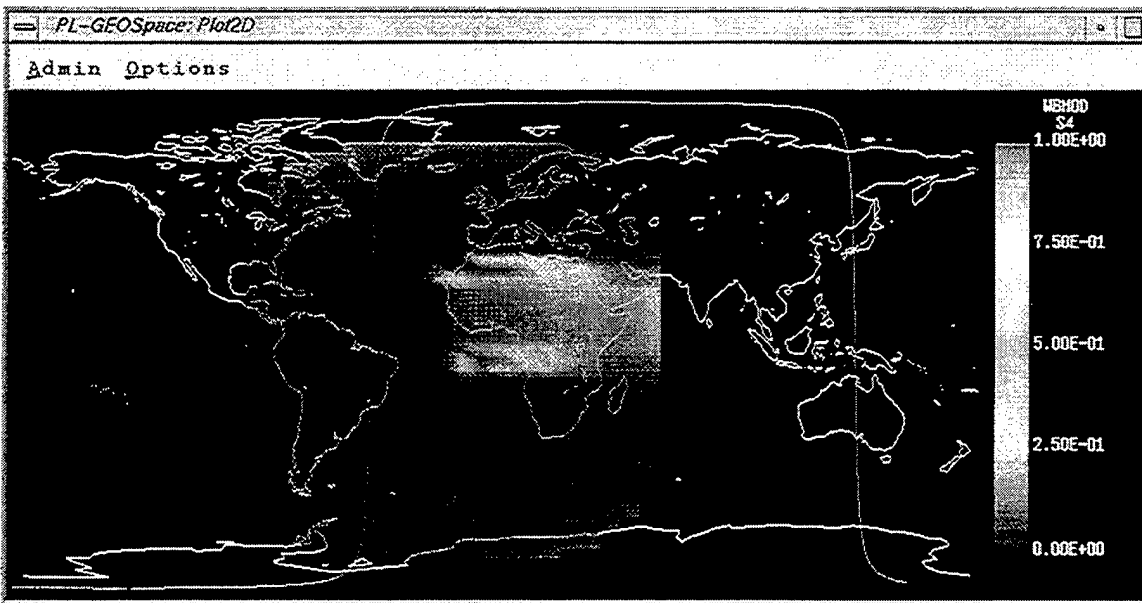 PL-GEOSpace: Plot2D
Admin Options
WBMOD
S4
1.00E+00
7.50E-01
5.00E-01
2.50E-01
0.00E+00